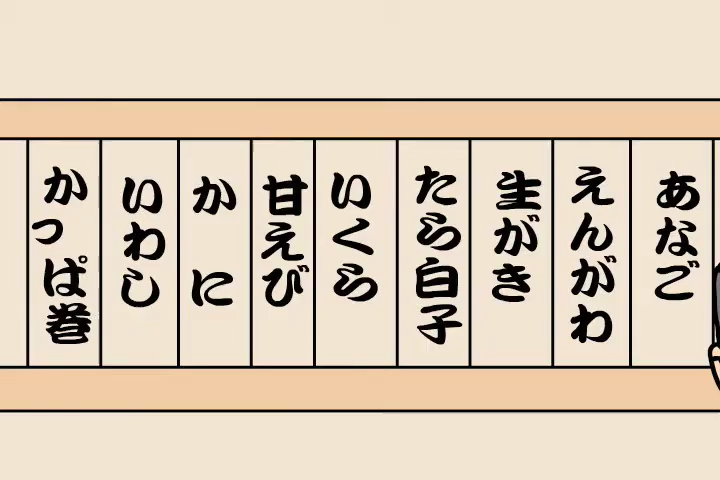 あなご
えんがわ
生がき
たら白子
いくら
甘えび
かに
いわし
かっぱ巻